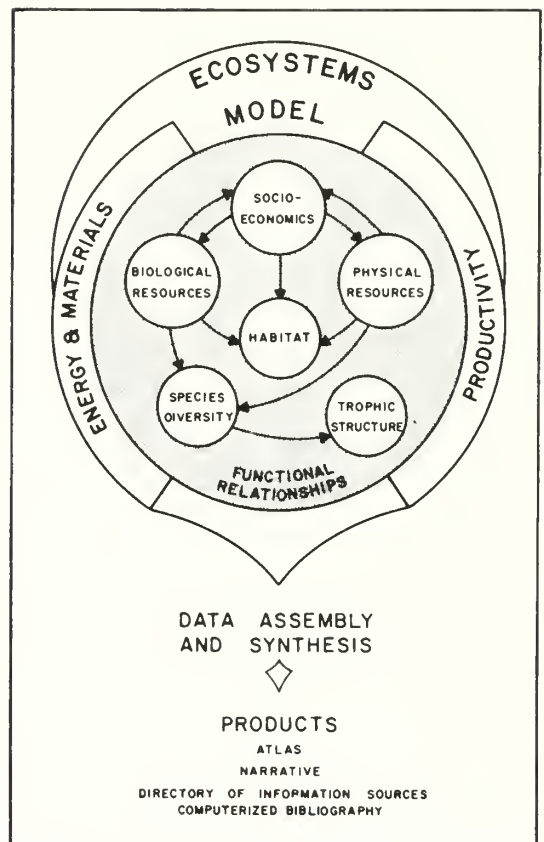 ECOSYSTEMS
MODEL
ENERGY & MATERIALS
PRODUCTIVITY
SOCIO-
ECONOMICS
BIOLOGICAL
RESOURCES
PHYSICAL
RESOURCES
HABITAT
SPECIES
DIVERSITY
TROPHIC
STRUCTURE
FUNCTIONAL
RELATIONSHIPS
DATA ASSEMBLY
AND SYNTHESIS
PRODUCTS
ATLAS
NARRATIVE
DIRECTORY OF INFORMATION SOURCES
COMPUTERIZED BIBLIOGRAPHY